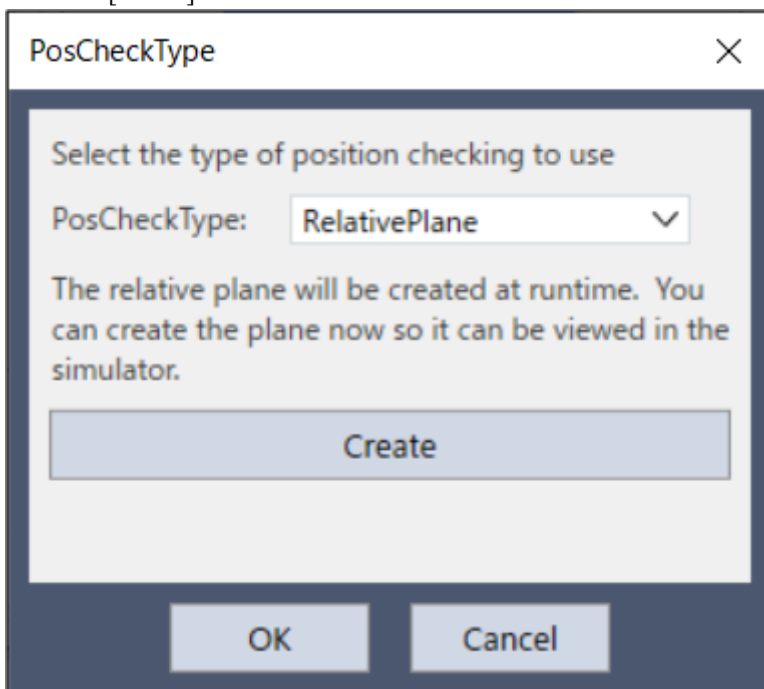 PosCheckType
Select the type of position checking to use
PosCheckType: RelativePlane
The relative plane will be created at runtime. You
can create the plane now so it can be viewed in the
simulator.
Create
OK Cancel